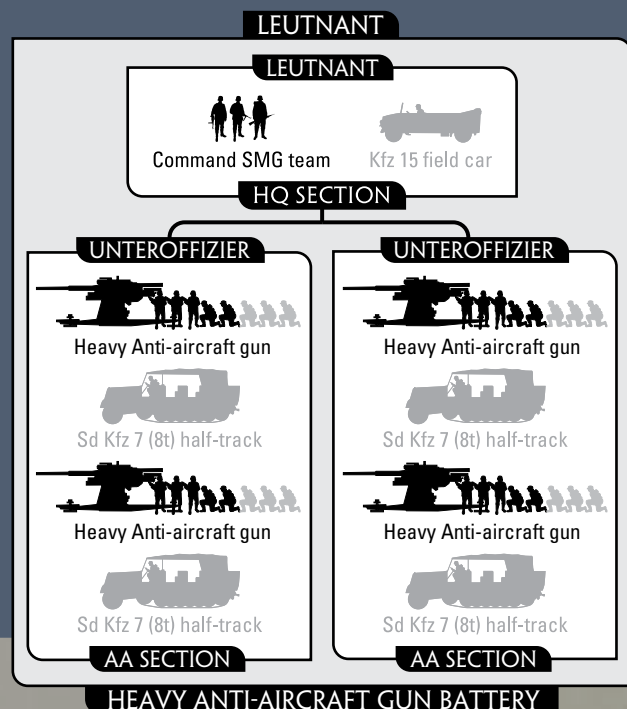 LEUTNANT
LEUTNANT
Command SMG team
Kfz 15 field car
HQ SECTION
UNTEROFFIZIER
Heavy Anti-aircraft gun
Sd Kfz 7 (8t) half-track
Heavy Anti-aircraft gun
Sd Kfz 7 (8t) half-track
AA SECTION
UNTEROFFIZIER
Heavy Anti-aircraft gun
Sd Kfz 7 (8t) half-track
Heavy Anti-aircraft gun
Sd Kfz 7 (8t) half-track
AA SECTION
HEAVY ANTI-AIRCRAFT GUN BATTERY